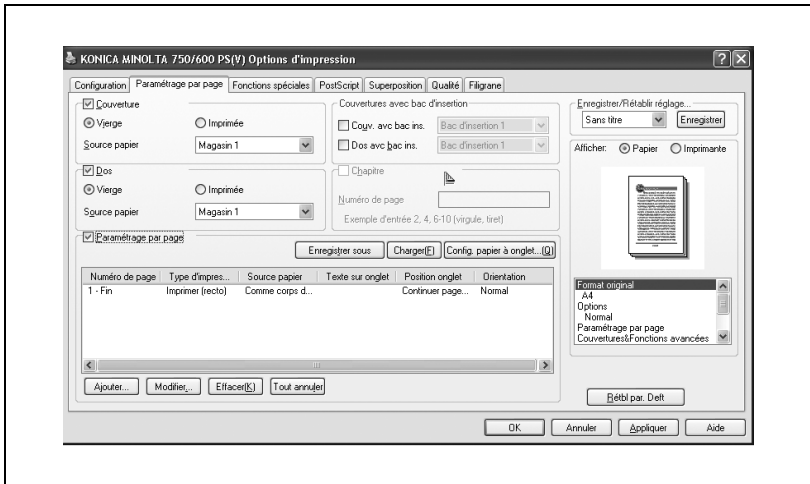 KONICA MINOLTA 750/600 PS(V) Options d'impression
Configuration Paramétrage par page Fonctions spéciales PostScript Superposition Qualité Filigrane
Couverture
Vierge Imprimée
Source papier Magasin 1
Dos
Vierge Imprimée
Source papier Magasin 1
Couvertures avec bac d'insertion
Couv. avc bac ins. Bac d'insertion 1
Dos avc bac ins. Bac d'insertion 1
Chapitre
Numéro de page
Exemple d'entrée 2, 4, 6-10 (virgule, tiret)
Paramétrage par page
Enregistrer sous Charger(F) Config. papier à onglet...(Q)
Numéro de page Type d'impres... Source papier Texte sur onglet Position onglet Orientation
1 - Fin Imprimer (recto) Comme corps d... Continuer page... Normal
Ajouter... Modifier... Effacer(K) Tout annuler
Enregistrer/Rétablir réglage...
Sans titre Enregistrer
Afficher: Papier Imprimante
Format original
A4
Options
Normal
Paramétrage par page
Couvertures&Fonctions avancées
Rétbl par. Deft
OK Annuler Appliquer Aide